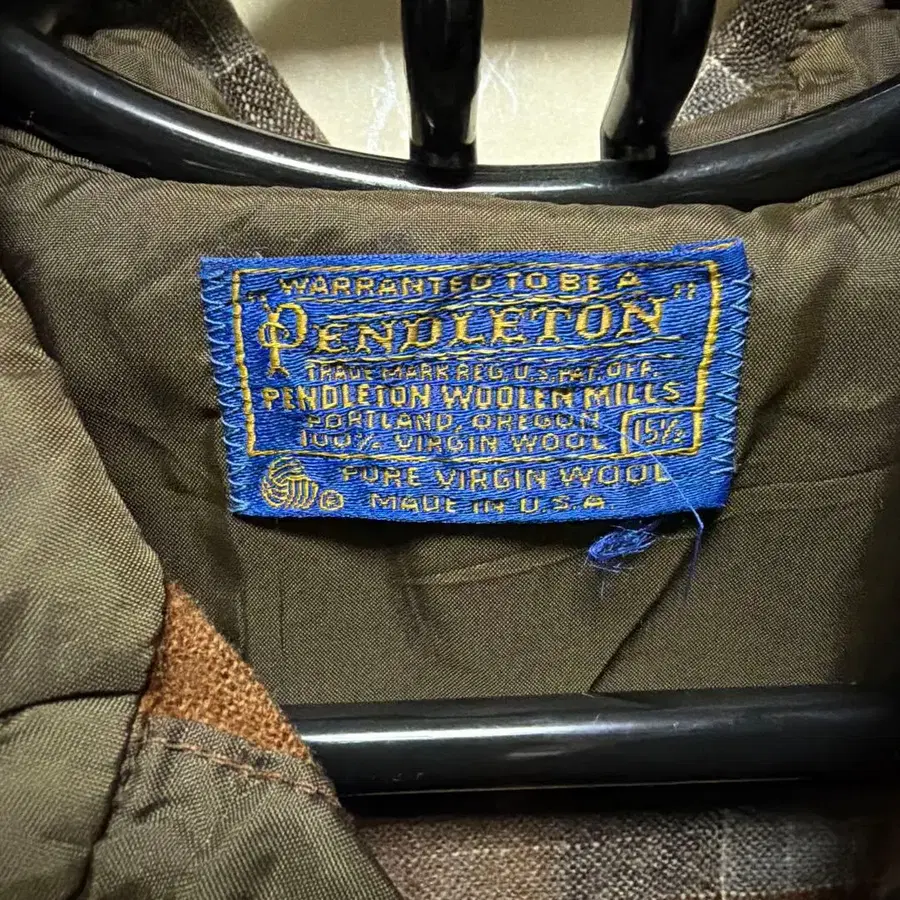 "WARRANTED TO BE A
PENDLETON"
TRADE MARK REG. U.S. PAT. OFF.
PENDLETON WOOLEN MILLS
PORTLAND, OREGON
100% VIRGIN WOOL 15½
PURE VIRGIN WOOL
® MADE IN U.S.A.